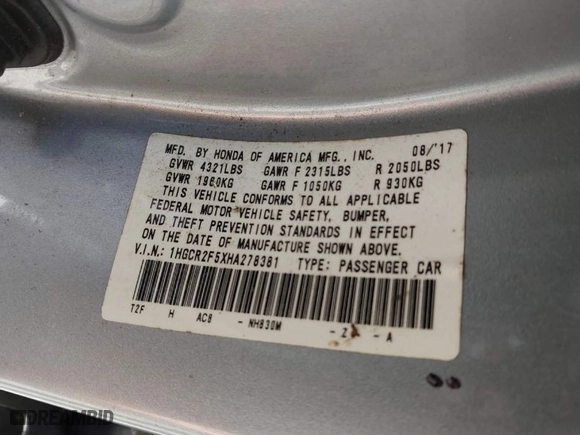 MFD. BY HONDA OF AMERICA MFG., INC. 08/'17
GVWR 4321LBS GAWR F 2315LBS R 2050LBS
GVWR 1960KG GAWR F 1050KG R 930KG
THIS VEHICLE CONFORMS TO ALL APPLICABLE
FEDERAL MOTOR VEHICLE SAFETY, BUMPER,
AND THEFT PREVENTION STANDARDS IN EFFECT
ON THE DATE OF MANUFACTURE SHOWN ABOVE.
V.I.N.: 1HGCR2F5XHA278381 TYPE: PASSENGER CAR
T2F H AC8 - NH830M - Z - A
DREAMBID